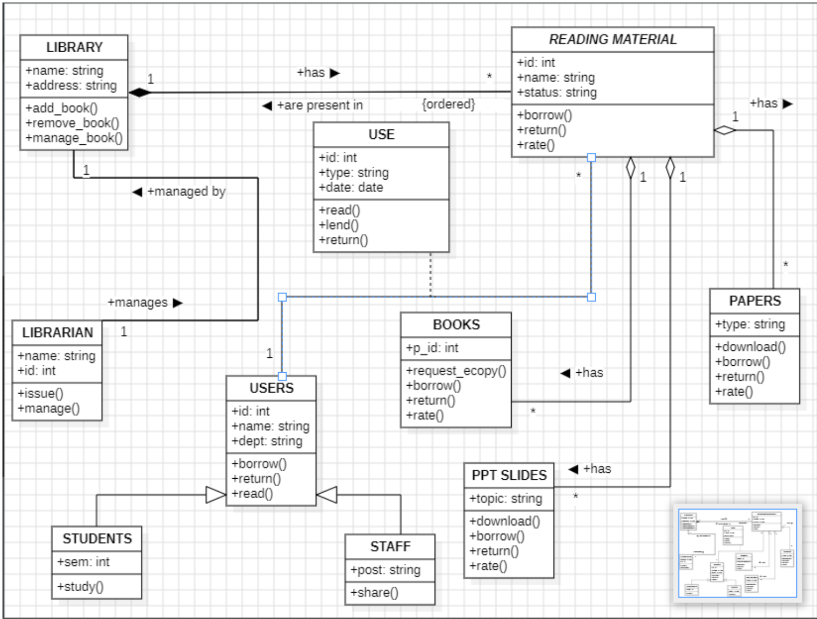 LIBRARY
+name: string
+address: string
+add_book()
+remove_book()
+manage_book()
1
+has ►
*
◄ +are present in
{ordered}
READING MATERIAL
+id: int
+name: string
+status: string
+borrow()
+return()
+rate()
1
+has ►
*
USE
+id: int
+type: string
+date: date
+read()
+lend()
+return()
1
◄ +managed by
*
1
1
+manages ►
1
LIBRARIAN
+name: string
+id: int
+issue()
+manage()
PAPERS
+type: string
+download()
+borrow()
+return()
+rate()
BOOKS
+p_id: int
+request_ecopy()
+borrow()
+return()
+rate()
◄ +has
*
1
USERS
+id: int
+name: string
+dept: string
+borrow()
+return()
+read()
PPT SLIDES
+topic: string
+download()
+borrow()
+return()
+rate()
◄ +has
*
STUDENTS
+sem: int
+study()
STAFF
+post: string
+share()